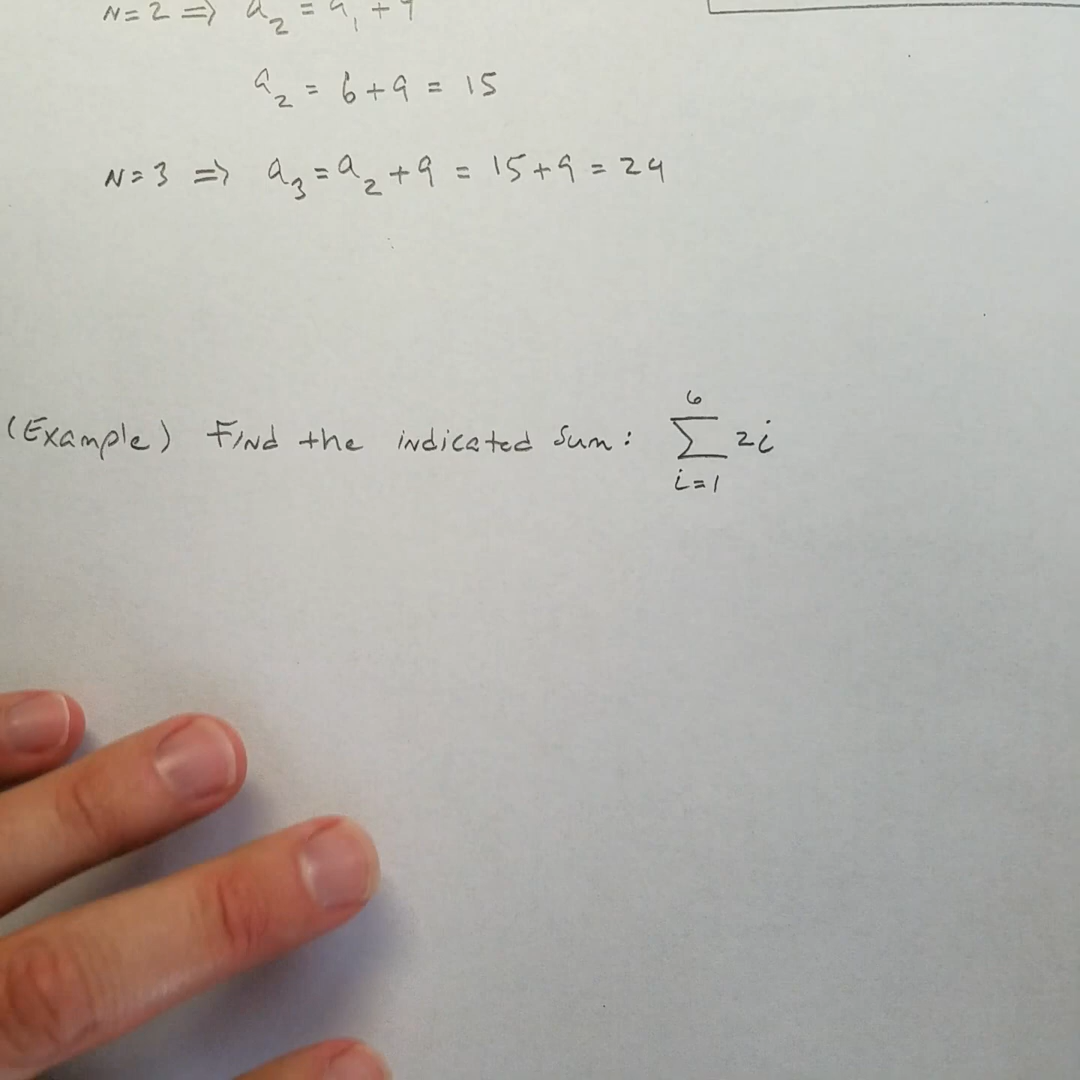 N=2 => a₂ = a₁ + 9
a₂ = 6+9 = 15
N=3 => a₃ = a₂ + 9 = 15+9 = 24
(Example) Find the indicated sum:
6
∑ 2i
i=1